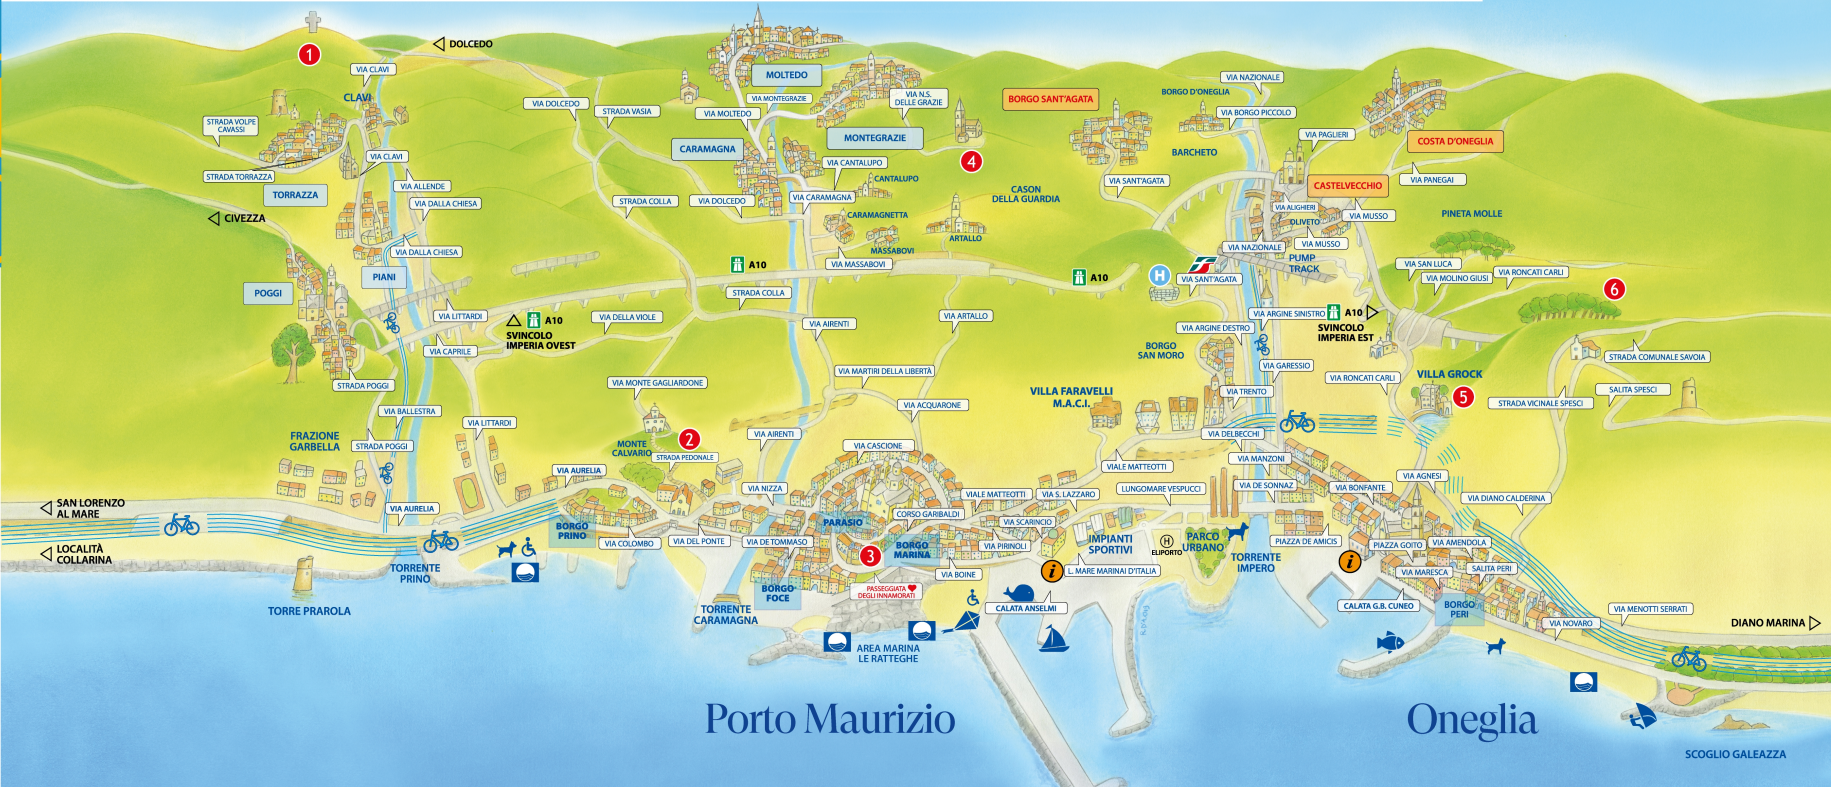 1
DOLCEDO
VIA CLAVI
CLAVI
STRADA VOLPE
CAVASSI
VIA CLAVI
STRADA TORRAZZA
TORRAZZA
VIA ALLENDE
VIA DALLA CHIESA
CIVEZZA
VIA DALLA CHIESA
PIANI
POGGI
VIA DOLCEDO
STRADA VASIA
MOLTEDO
VIA MONTEGRAZIE
VIA MOLTEDO
VIA N.S.
DELLE GRAZIE
MONTEGRAZIE
CARAMAGNA
4
VIA CANTALUPO
CANTALUPO
STRADA COLLA
VIA DOLCEDO
VIA CARAMAGNA
CARAMAGNETTA
MASSABOVI
ARTALLO
CASON
DELLA GUARDIA
VIA MASSABOVI
A10
A10
BORGO SANT'AGATA
VIA NAZIONALE
BORGO D'ONEGLIA
VIA BORGO PICCOLO
VIA PAGLIERI
COSTA D'ONEGLIA
BARCHETO
VIA SANT'AGATA
CASTELVECCHIO
VIA PANEGAI
VIA ALIGHIERI
VIA MUSSO
OLIVETO
VIA MUSSO
PINETA MOLLE
VIA NAZIONALE
PUMP
TRACK
H
VIA SANT'AGATA
VIA SAN LUCA
VIA MOLINO GIUSI
VIA RONCATI CARLI
6
VIA LITTARDI
A10
SVINCOLO
IMPERIA OVEST
VIA DELLA VIOLE
STRADA COLLA
VIA AIRENTI
VIA ARTALLO
VIA ARGINE SINISTRO
A10
SVINCOLO
IMPERIA EST
VIA ARGINE DESTRO
BORGO
SAN MORO
VIA CAPRILE
STRADA POGGI
VIA MONTE GAGLIARDONE
VIA MARTIRI DELLA LIBERTÀ
VIA GARESSIO
VIA RONCATI CARLI
VILLA GROCK
5
STRADA COMUNALE SAVOIA
SALITA SPESCI
STRADA VICINALE SPESCI
VIA TRENTO
VILLA FARAVELLI
M.A.C.I.
VIA ACQUARONE
VIA BALLESTRA
VIA LITTARDI
FRAZIONE
GARBELLA
STRADA POGGI
MONTE
CALVARIO
2
STRADA PEDONALE
VIA AIRENTI
VIA CASCIONE
VIA DELBECCHI
VIA AURELIA
VIALE MATTEOTTI
VIA MANZONI
VIA NIZZA
VIALE MATTEOTTI
VIA S. LAZZARO
LUNGOMARE VESPUCCI
VIA DE SONNAZ
VIA BONFANTE
VIA AGNESI
VIA DIANO CALDERINA
SAN LORENZO
AL MARE
VIA AURELIA
CORSO GARIBALDI
PARASIO
VIA SCARINCIO
BORGO
PRINO
VIA COLOMBO
VIA DEL PONTE
VIA DE TOMMASO
3
BORGO
MARINA
VIA PIRINOLI
IMPIANTI
SPORTIVI
H
ELIPORTO
PARCO
URBANO
TORRENTE
IMPERO
PIAZZA DE AMICIS
PIAZZA GOITO
VIA AMENDOLA
VIA MARESCA
SALITA PERI
LOCALITÀ
COLLARINA
TORRENTE
PRINO
VIA BOINE
i
L. MARE MARINAI D'ITALIA
i
BORGO
FOCE
PASSEGGIATA
DEGLI INNAMORATI
CALATA ANSELMI
CALATA G.B. CUNEO
BORGO
PERI
VIA MENOTTI SERRATI
VIA NOVARO
DIANO MARINA
TORRE PRAROLA
TORRENTE
CARAMAGNA
AREA MARINA
LE RATTEGHE
Porto Maurizio
Oneglia
SCOGLIO GALEAZZA